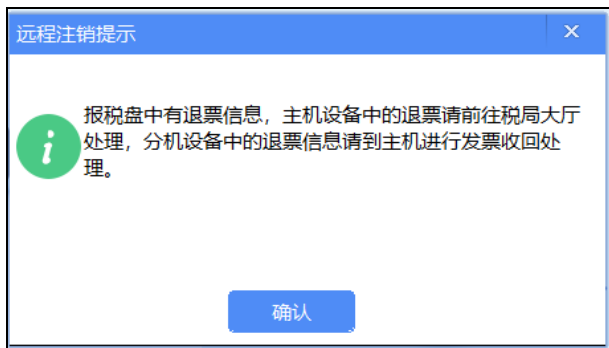 远程注销提示
报税盘中有退票信息，主机设备中的退票请前往税局大厅
处理，分机设备中的退票信息请到主机进行发票收回处
理。
确认